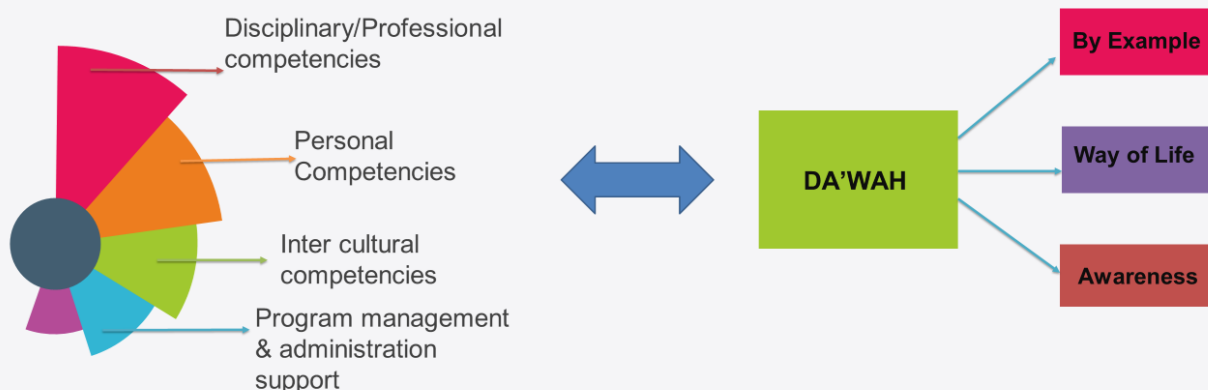 Disciplinary/Professional
competencies
Personal
Competencies
Inter cultural
competencies
Program management
& administration
support
DA’WAH
By Example
Way of Life
Awareness